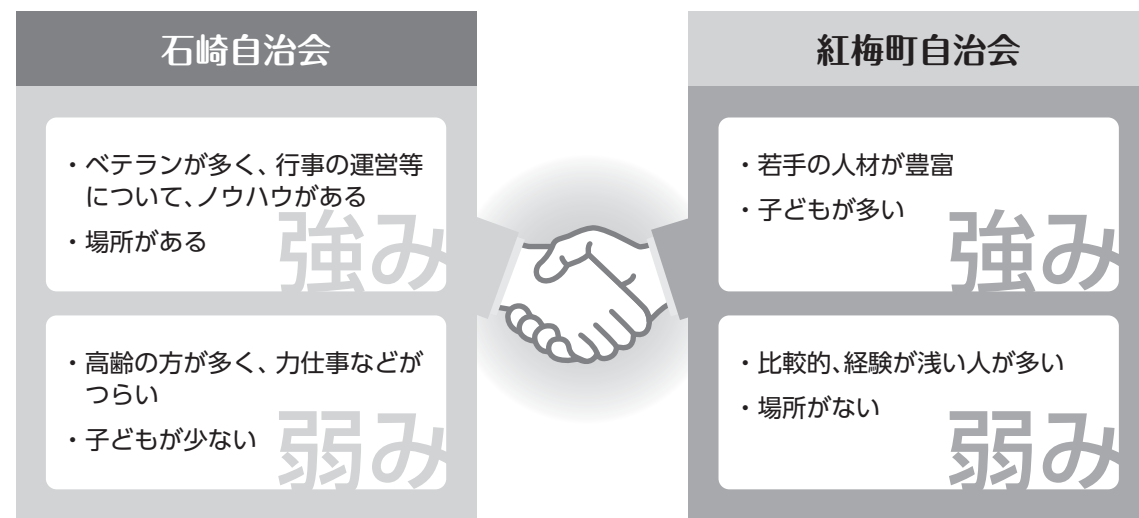 石崎自治会
・ベテランが多く、行事の運営等
について、ノウハウがある
・場所がある
強み
・高齢の方が多く、力仕事などが
つらい
・子どもが少ない
弱み
紅梅町自治会
・若手の人材が豊富
・子どもが多い
強み
・比較的、経験が浅い人が多い
・場所がない
弱み